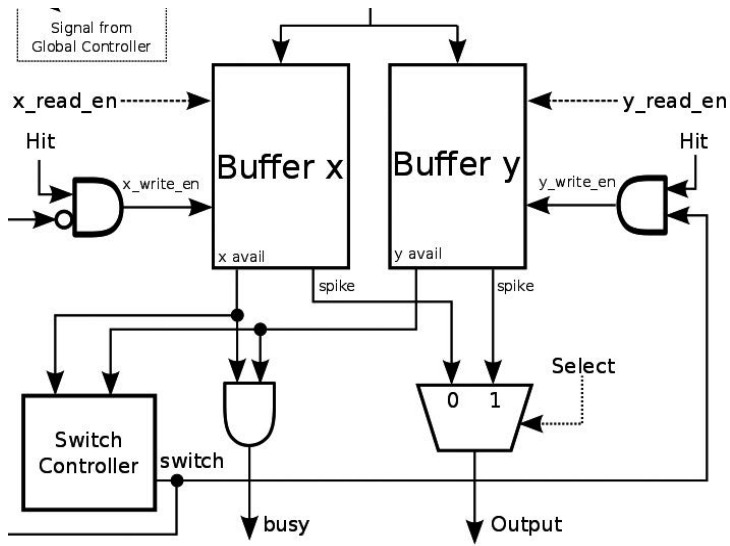 Signal from
Global Controller
x_read_en
y_read_en
Hit
Hit
Buffer x
Buffer y
x_write_en
y_write_en
x avail
y avail
spike
spike
Select
0 1
Switch
Controller
switch
busy
Output